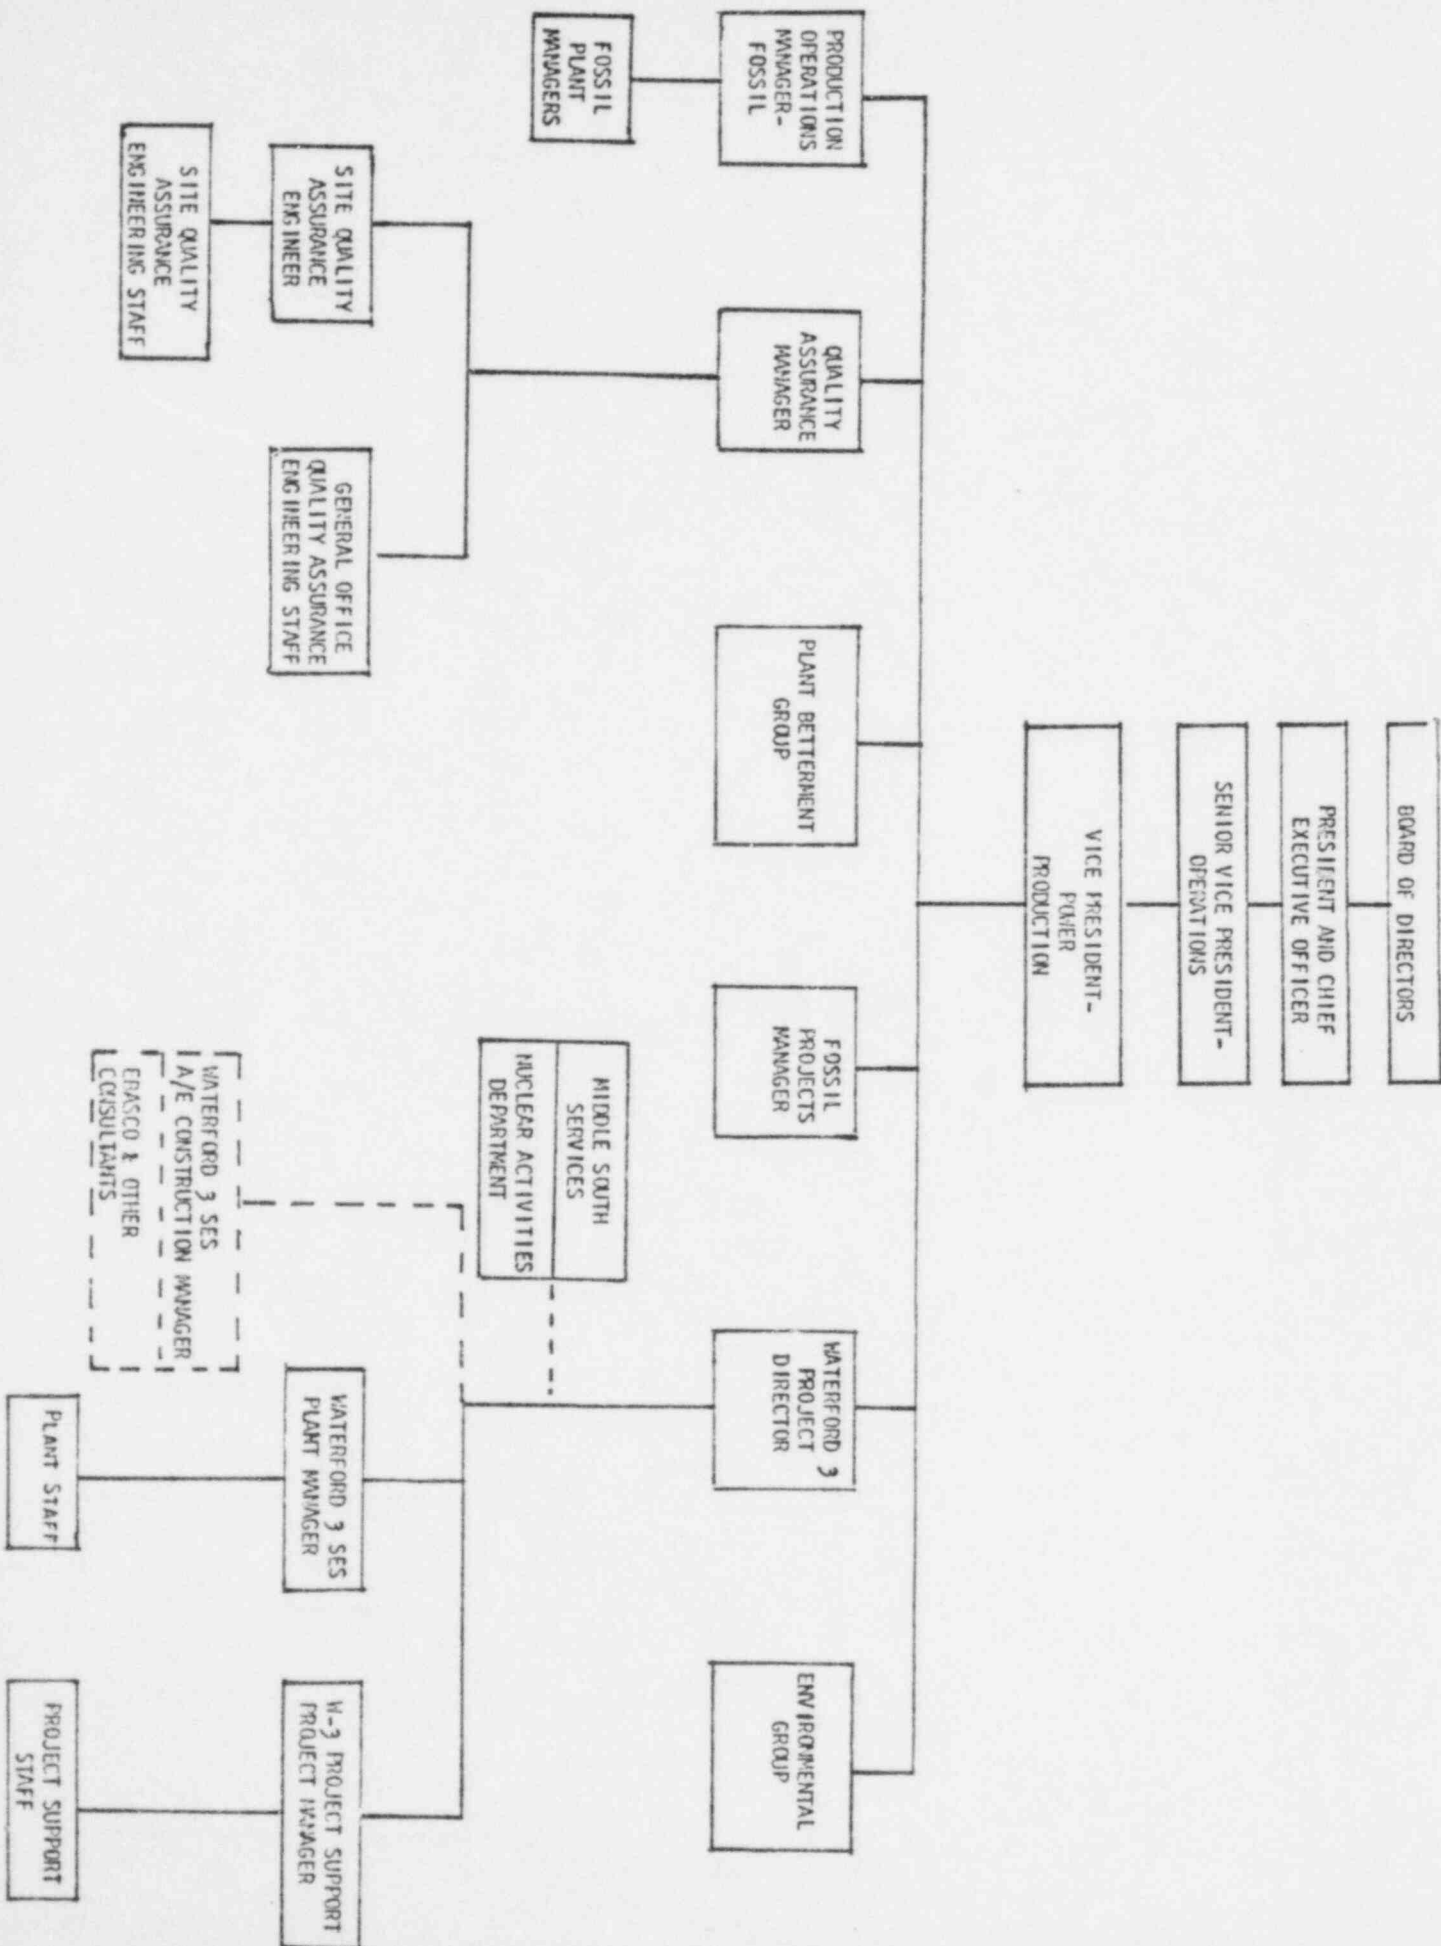 BOARD OF DIRECTORS
PRESIDENT AND CHIEF
EXECUTIVE OFFICER
SENIOR VICE PRESIDENT-
OPERATIONS
VICE PRESIDENT-
POWER
PRODUCTION
PRODUCTION
OPERATIONS
MANAGER-
FOSSIL
QUALITY
ASSURANCE
MANAGER
PLANT BETTERMENT
GROUP
FOSSIL
PROJECTS
MANAGER
WATERFORD 3
PROJECT
DIRECTOR
ENVIRONMENTAL
GROUP
FOSSIL
PLANT
MANAGERS
MIDDLE SOUTH
SERVICES
NUCLEAR ACTIVITIES
DEPARTMENT
SITE QUALITY
ASSURANCE
ENGINEER
GENERAL OFFICE
QUALITY ASSURANCE
ENGINEERING STAFF
WATERFORD 3 SES
PLANT MANAGER
W-3 PROJECT SUPPORT
PROJECT MANAGER
SITE QUALITY
ASSURANCE
ENGINEERING STAFF
WATERFORD 3 SES
A/E CONSTRUCTION MANAGER
EBASCO & OTHER
CONSULTANTS
PLANT STAFF
PROJECT SUPPORT
STAFF